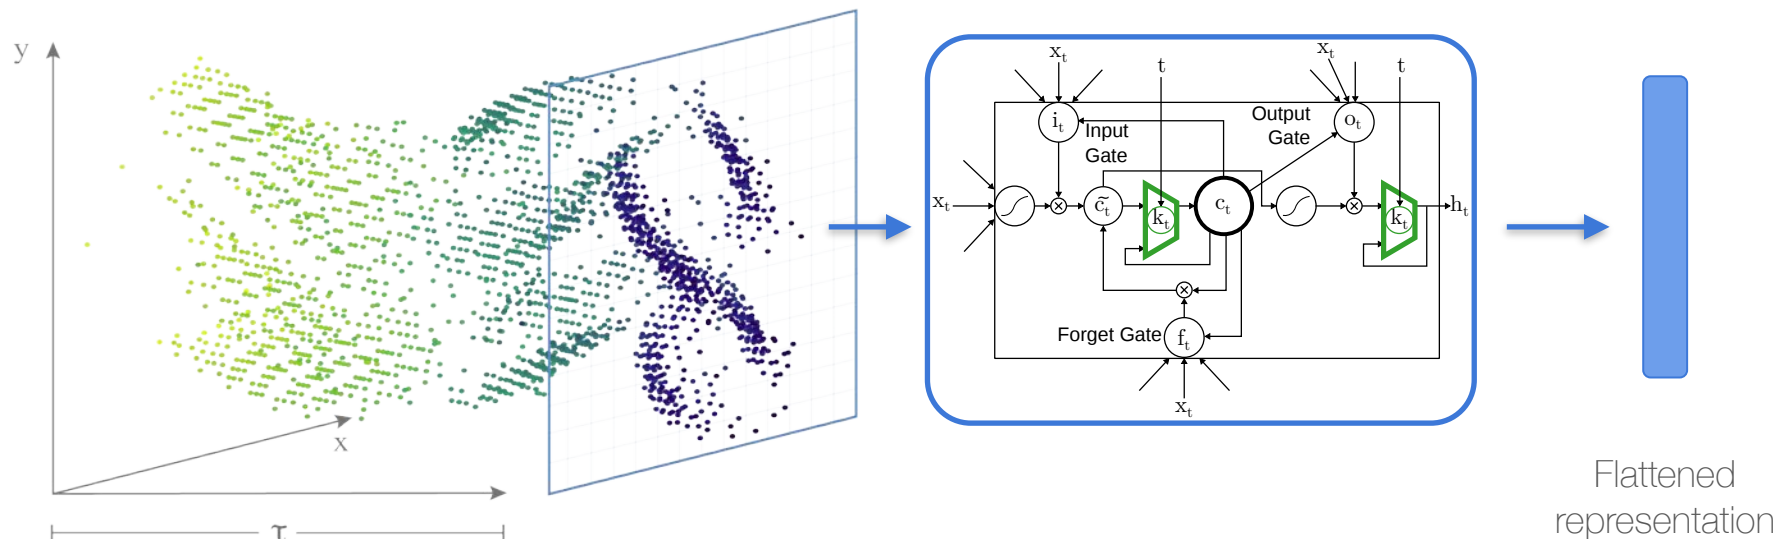 y
x
τ
x_t
t
x_t
t
i_t
Input
Gate
Output
Gate
o_t
x_t
c̃_t
k_t
c_t
k_t
h_t
Forget Gate
f_t
x_t
Flattened
representation